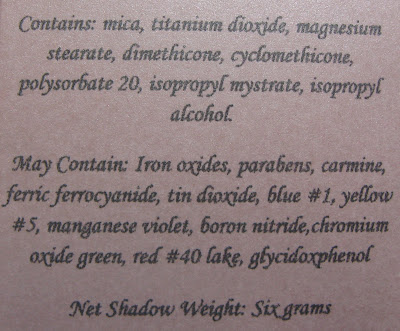 Contains: mica, titanium dioxide, magnesium
stearate, dimethicone, cyclomethicone,
polysorbate 20, isopropyl mystrate, isopropyl
alcohol.
May Contain: Iron oxides, parabens, carmine,
ferric ferrocyanide, tin dioxide, blue #1, yellow
#5, manganese violet, boron nitride,chromium
oxide green, red #40 lake, glycidoxphenol
Net Shadow Weight: Six grams